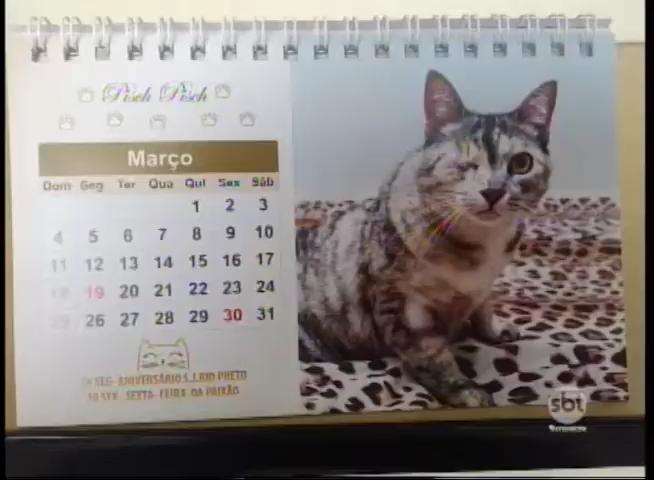 Pisch Pisch
Março
Dom Seg Ter Qua Qui Sex Sáb
1 2 3
4 5 6 7 8 9 10
11 12 13 14 15 16 17
18 19 20 21 22 23 24
25 26 27 28 29 30 31
19 SEG- ANIVERSÁRIO S.J.RIO PRETO
30 SEX- SEXTA- FEIRA DA PAIXÃO
sbt